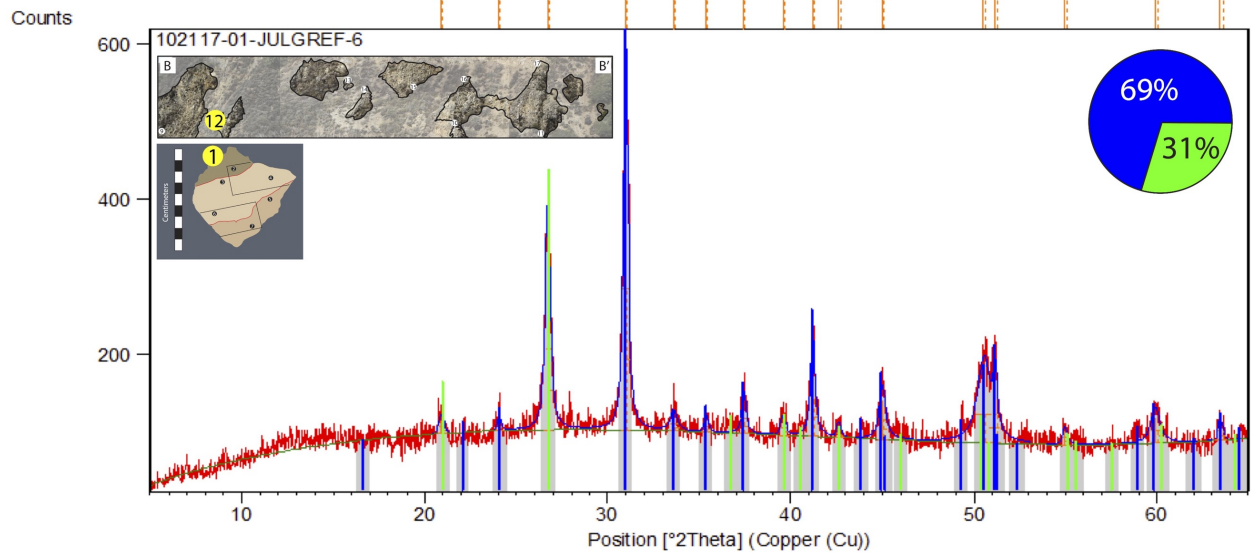 Counts
600
102117-01-JULGREF-6
B
B'
12
69%
31%
1
Centimeters
400
200
10
20
30
40
50
60
Position [°2Theta] (Copper (Cu))